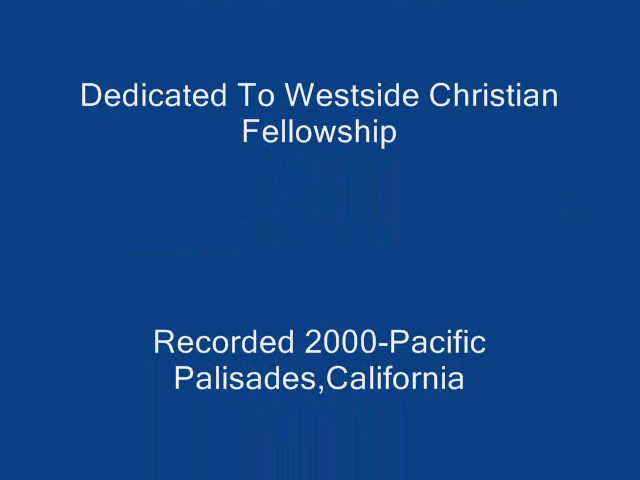 Dedicated To Westside Christian
Fellowship
Recorded 2000-Pacific
Palisades,California